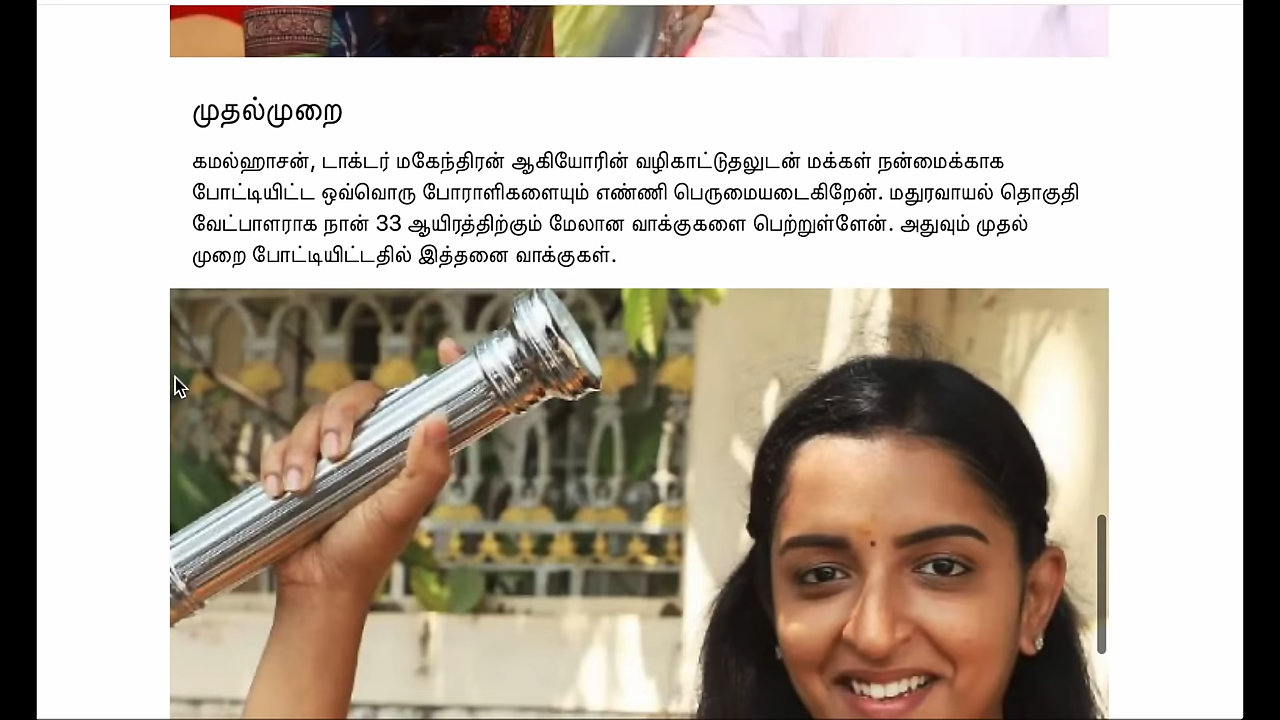 முதல்முறை
கமல்ஹாசன், டாக்டர் மகேந்திரன் ஆகியோரின் வழிகாட்டுதலுடன் மக்கள் நன்மைக்காக
போட்டியிட்ட ஒவ்வொரு போராளிகளையும் எண்ணி பெருமையடைகிறேன். மதுரவாயல் தொகுதி
வேட்பாளராக நான் 33 ஆயிரத்திற்கும் மேலான வாக்குகளை பெற்றுள்ளேன். அதுவும் முதல்
முறை போட்டியிட்டதில் இத்தனை வாக்குகள்.